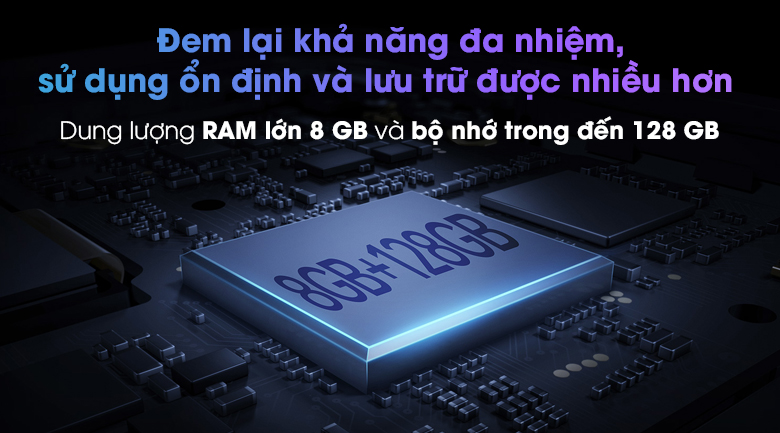 Đem lại khả năng đa nhiệm,
sử dụng ổn định và lưu trữ được nhiều hơn
Dung lượng RAM lớn 8 GB và bộ nhớ trong đến 128 GB
8GB+128GB